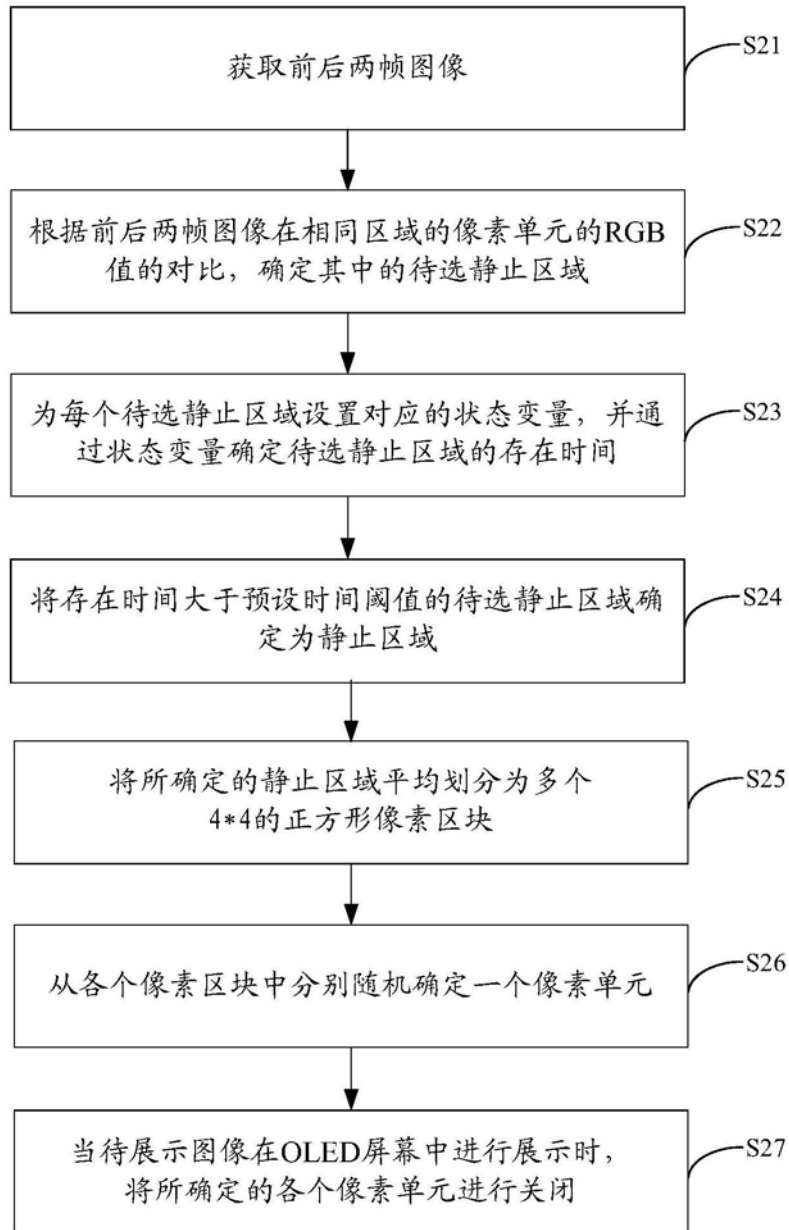 获取前后两帧图像
S21
根据前后两帧图像在相同区域的像素单元的RGB
值的对比，确定其中的待选静止区域
S22
为每个待选静止区域设置对应的状态变量，并通
过状态变量确定待选静止区域的存在时间
S23
将存在时间大于预设时间阈值的待选静止区域确
定为静止区域
S24
将所确定的静止区域平均划分为多个
4*4的正方形像素区块
S25
从各个像素区块中分别随机确定一个像素单元
S26
当待展示图像在OLED屏幕中进行展示时，
将所确定的各个像素单元进行关闭
S27